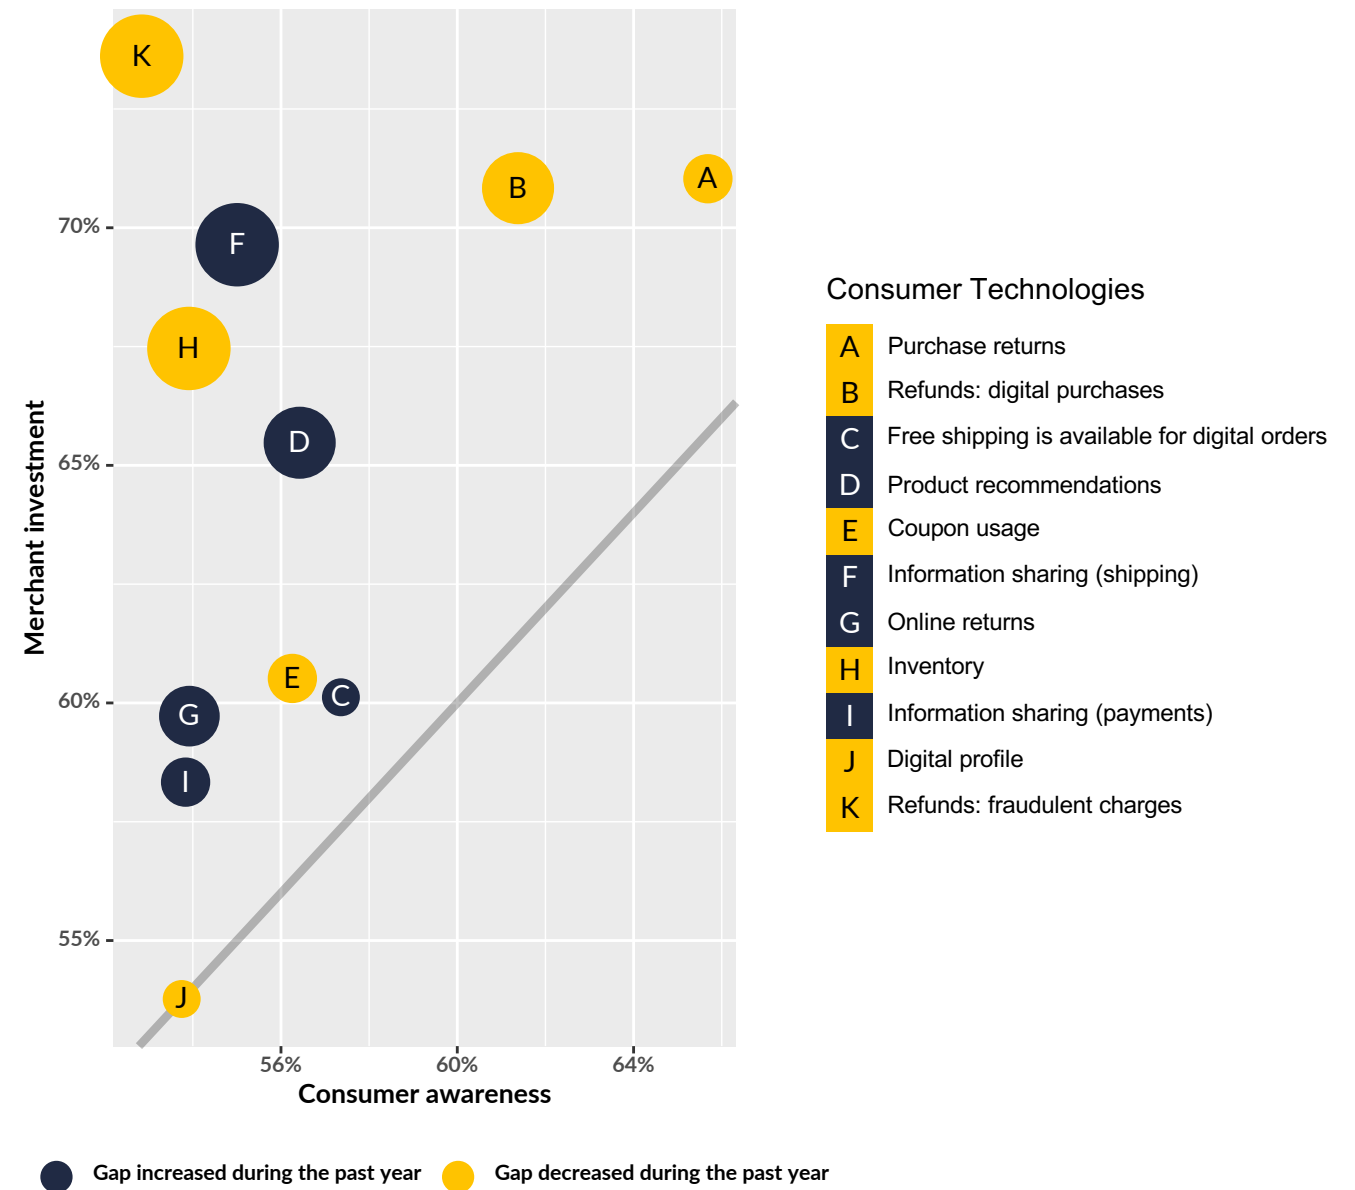 K
B
A
70%
F
H
Merchant investment
D
65%
E
C
60%
G
I
55%
J
56%
60%
64%
Consumer awareness
Consumer Technologies
A Purchase returns
B Refunds: digital purchases
C Free shipping is available for digital orders
D Product recommendations
E Coupon usage
F Information sharing (shipping)
G Online returns
H Inventory
I Information sharing (payments)
J Digital profile
K Refunds: fraudulent charges
Gap increased during the past year
Gap decreased during the past year